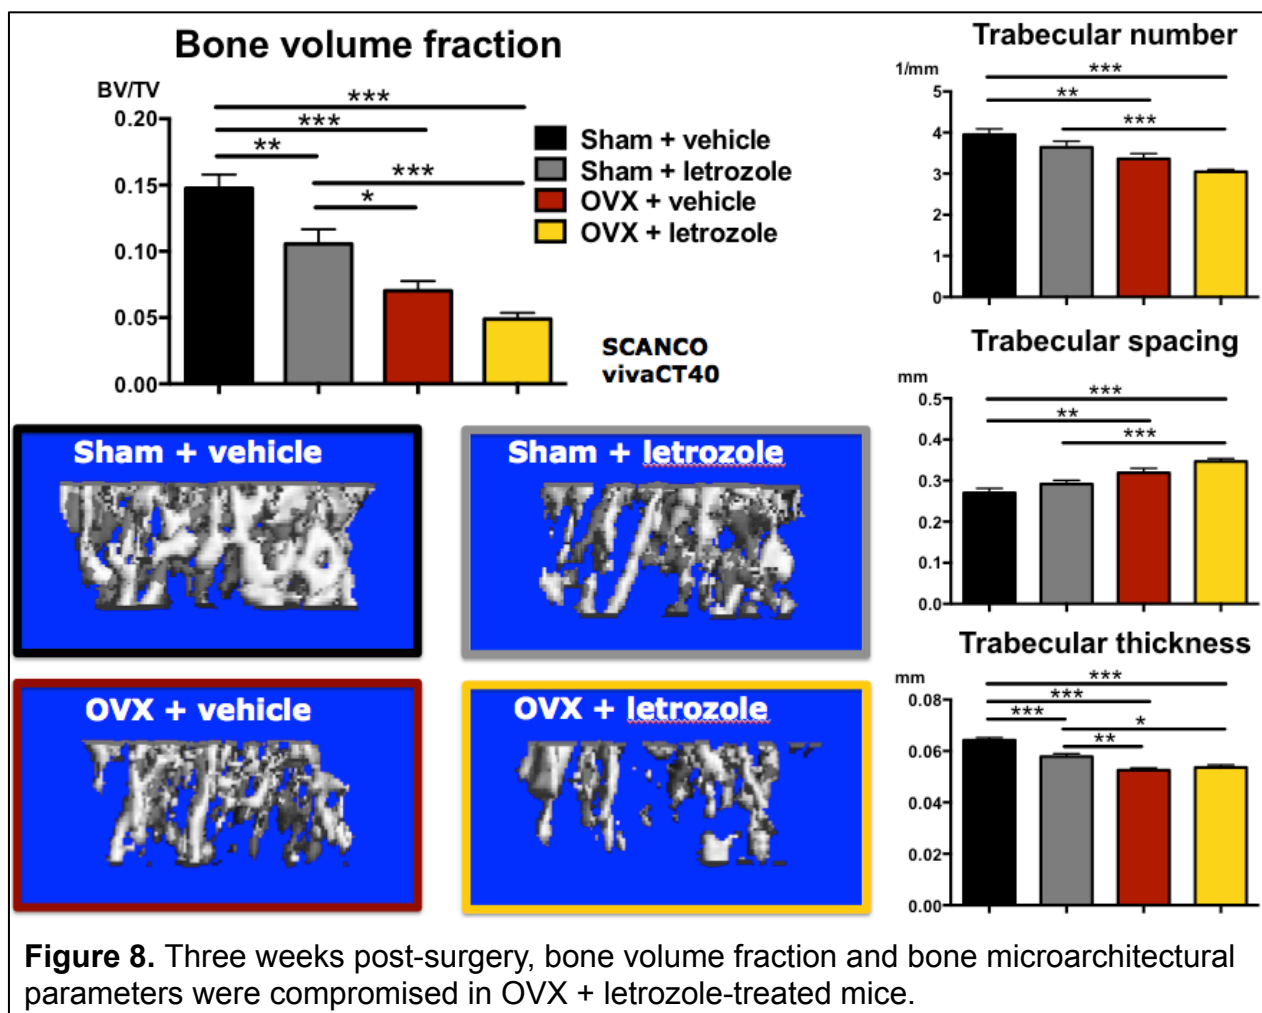 Bone volume fraction
BV/TV
***
***
**
***
*
0.20
0.15
0.10
0.05
0.00
Sham + vehicle
Sham + letrozole
OVX + vehicle
OVX + letrozole
SCANCO
vivaCT40
Trabecular number
1/mm
***
**
***
5
4
3
2
1
0
Trabecular spacing
mm
***
**
***
0.5
0.4
0.3
0.2
0.1
0.0
Trabecular thickness
mm
***
***
***
*
**
0.08
0.06
0.04
0.02
0.00
Sham + vehicle
Sham + letrozole
OVX + vehicle
OVX + letrozole
Figure 8. Three weeks post-surgery, bone volume fraction and bone microarchitectural
parameters were compromised in OVX + letrozole-treated mice.